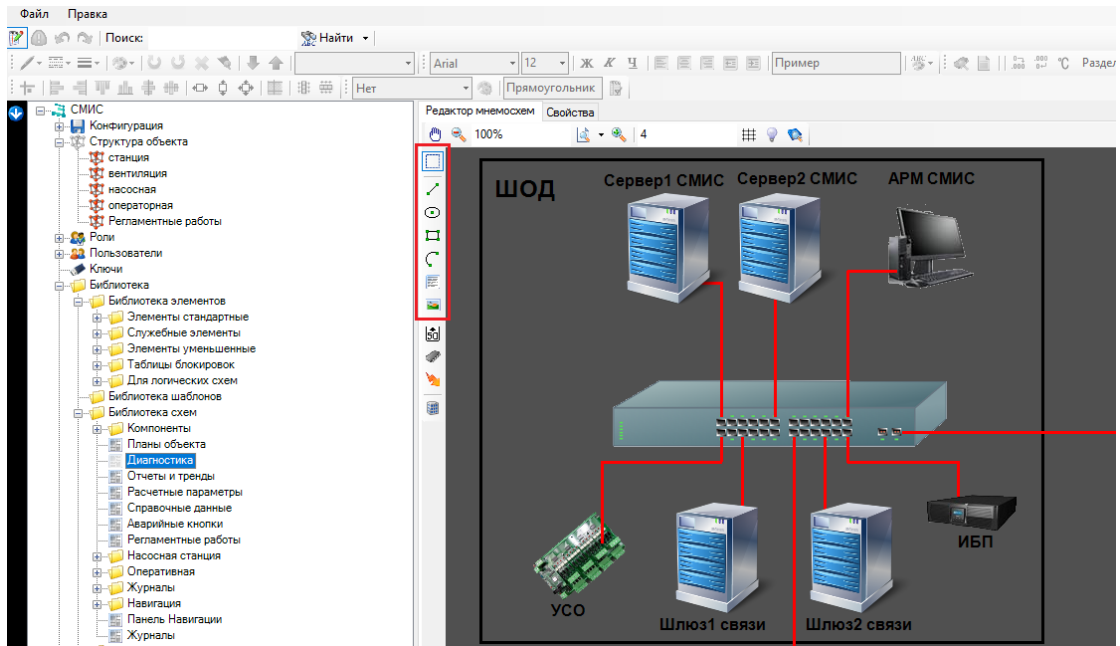 Файл Правка
Поиск: Найти
Arial 12 Ж К Ч Пример ABC °C Раздел
Нет Прямоугольник
СМИС
Конфигурация
Структура объекта
станция
вентиляция
насосная
операторная
Регламентные работы
Роли
Пользователи
Ключи
Библиотека
Библиотека элементов
Элементы стандартные
Служебные элементы
Элементы уменьшенные
Таблицы блокировок
Для логических схем
Библиотека шаблонов
Библиотека схем
Компоненты
Планы объекта
Диагностика
Отчеты и тренды
Расчетные параметры
Справочные данные
Аварийные кнопки
Регламентные работы
Насосная станция
Оперативная
Журналы
Навигация
Панель Навигации
Журналы
Редактор мнемосхем Свойства
100% 4
50
ШОД
Сервер1 СМИС Сервер2 СМИС АРМ СМИС
УСО
Шлюз1 связи Шлюз2 связи
ИБП